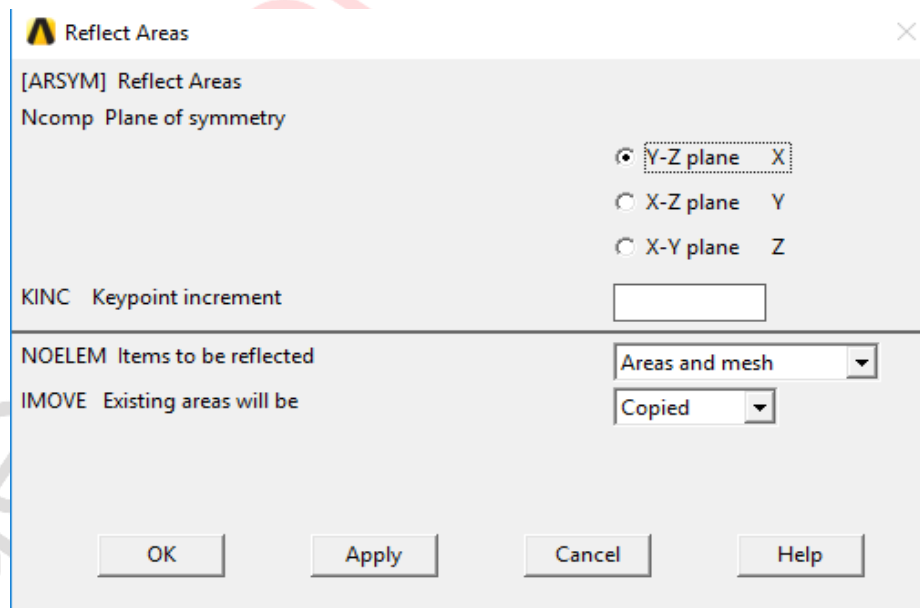 Reflect Areas
[ARSYM] Reflect Areas
Ncomp Plane of symmetry
Y-Z plane X
X-Z plane Y
X-Y plane Z
KINC Keypoint increment
NOELEM Items to be reflected Areas and mesh
IMOVE Existing areas will be Copied
OK Apply Cancel Help